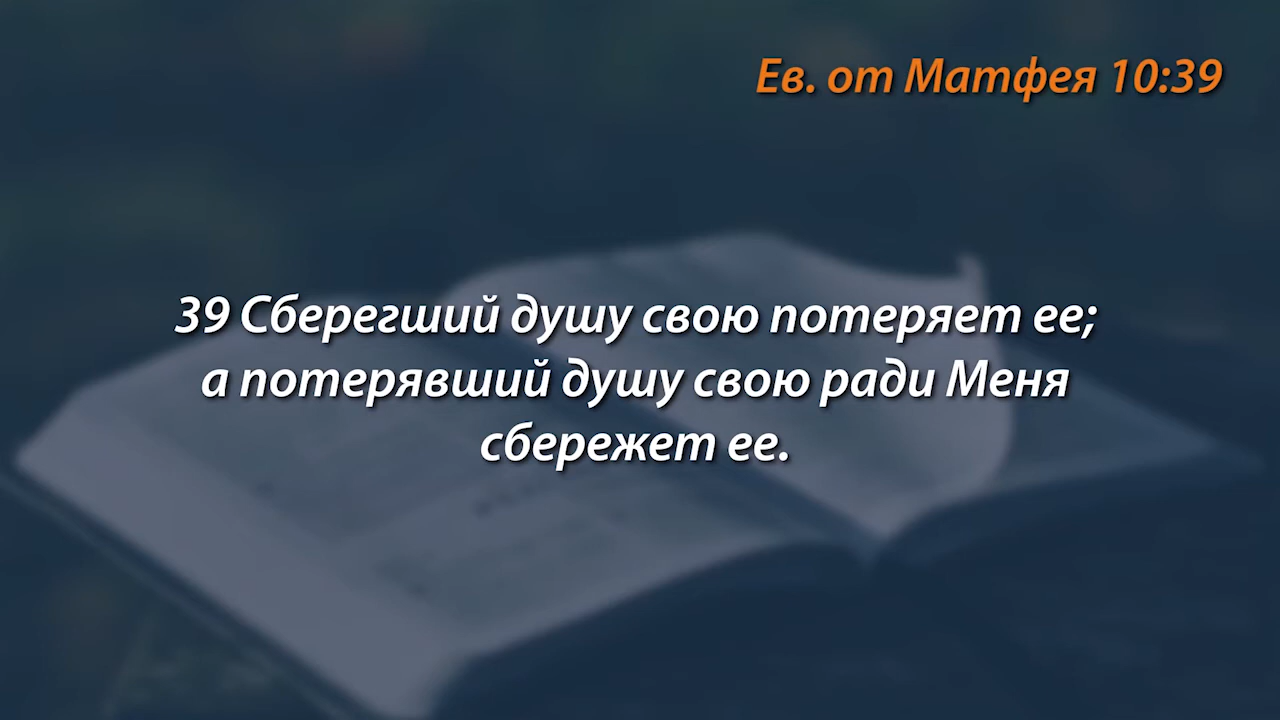 Ев. от Матфея 10:39
39 Сберегший душу свою потеряет ее;
а потерявший душу свою ради Меня
сбережет ее.